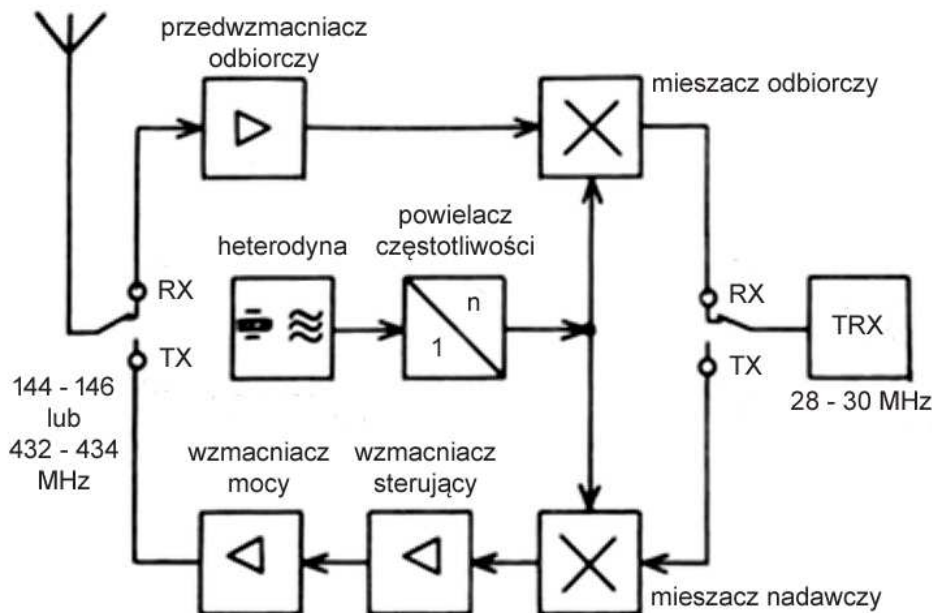 przedwzmacniacz
odbiorczy
mieszacz odbiorczy
heterodyna
powielacz
częstotliwości
n
1
RX
TX
RX
TX
TRX
28 - 30 MHz
144 - 146
lub
432 - 434
MHz
wzmacniacz
mocy
wzmacniacz
sterujący
mieszacz nadawczy